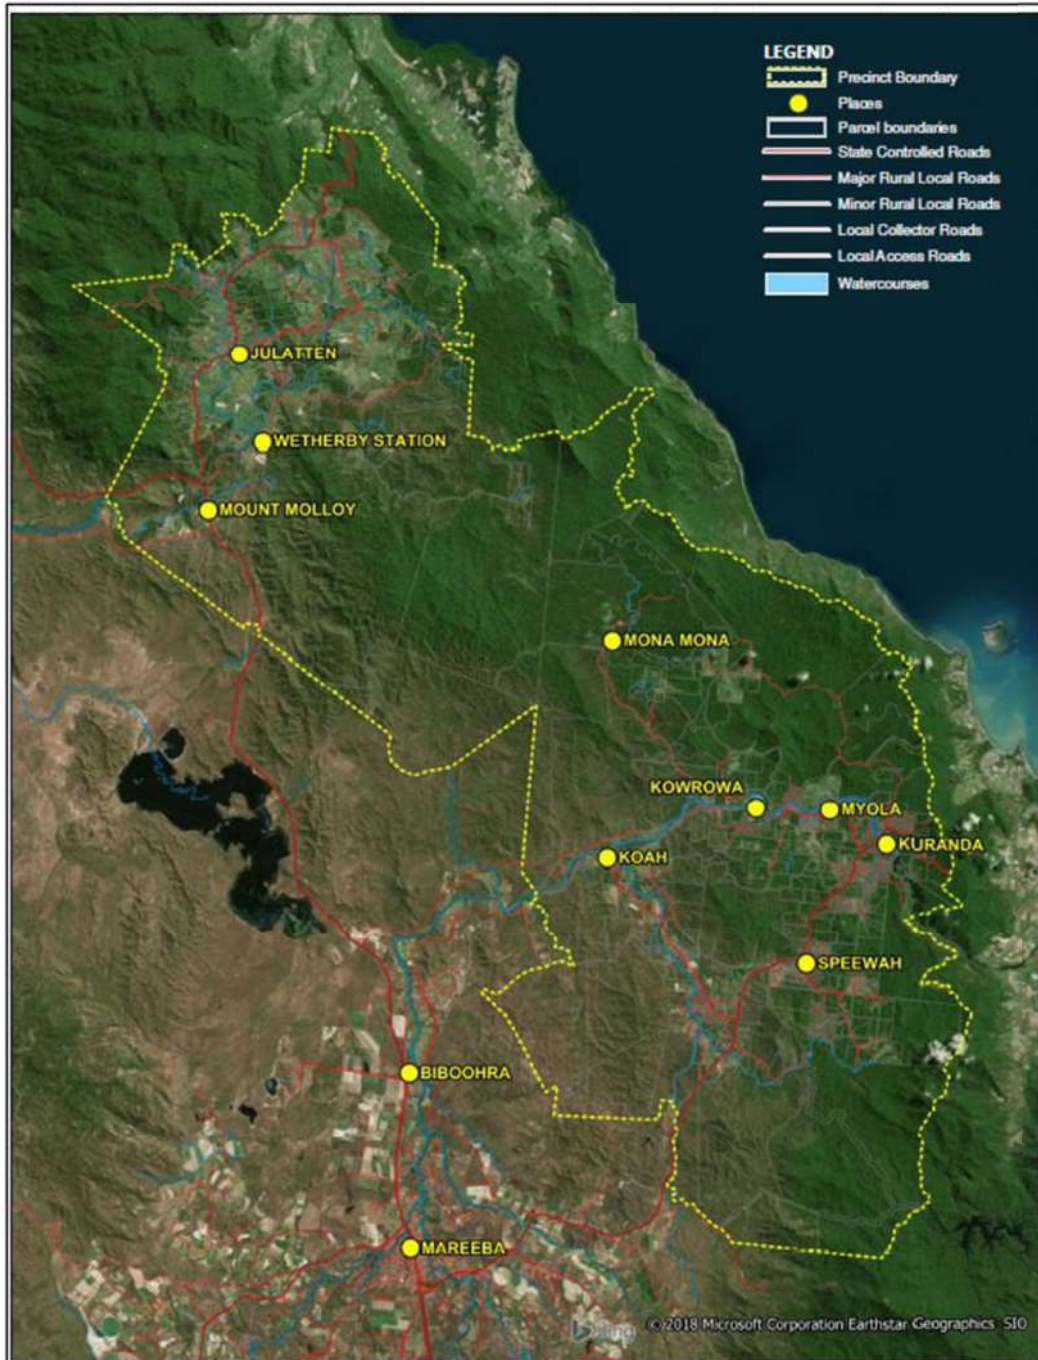 LEGEND
Precinct Boundary
Places
Parcel boundaries
State Controlled Roads
Major Rural Local Roads
Minor Rural Local Roads
Local Collector Roads
Local Access Roads
Watercourses
JULATTEN
WETHERBY STATION
MOUNT MOLLOY
MONA MONA
KOWROWA
MYOLA
KURANDA
KOAH
SPEEWAH
BIBOOHRA
MAREEBA
bing
© 2018 Microsoft Corporation Earthstar Geographics SIO